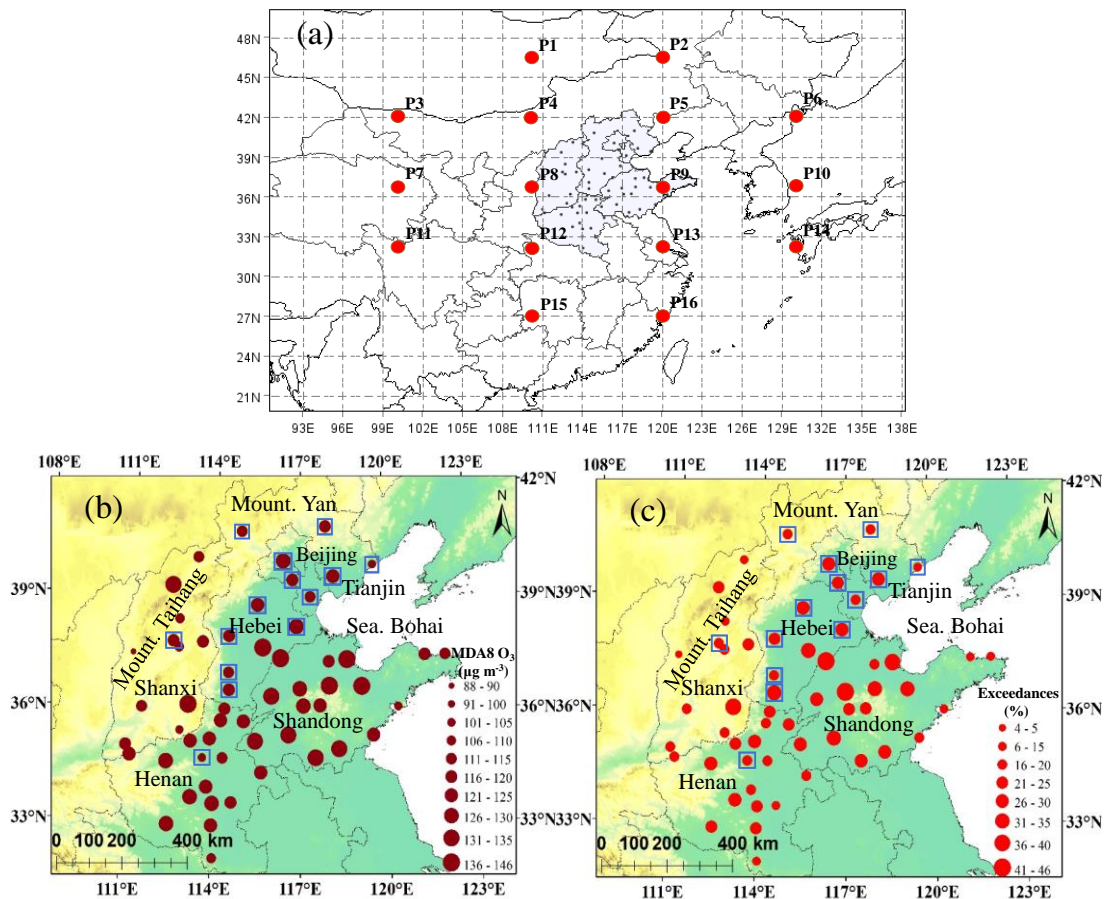 (a)
48N
45N
42N
39N
36N
33N
30N
27N
24N
21N
P1
P2
P3
P4
P5
P6
P7
P8
P9
P10
P11
P12
P13
P14
P15
P16
93E 96E 99E 102E 105E 108E 111E 114E 117E 120E 123E 126E 129E 132E 135E 138E
108°E 111°E 114°E 117°E 120°E 123°E
42°N
39°N
36°N
33°N
(b)
N
Mount. Yan
Beijing
Tianjin
Mount. Taihang
Hebei
Sea. Bohai
Shanxi
Shandong
Henan
MDA8 O3
(μg m-3)
88 - 90
91 - 100
101 - 105
106 - 110
111 - 115
116 - 120
121 - 125
126 - 130
131 - 135
136 - 146
0 100 200 400 km
111°E 114°E 117°E 120°E 123°E
108°E 111°E 114°E 117°E 120°E 123°E
42°N
39°N
39°N
36°N
36°N
33°N
33°N
(c)
N
Mount. Yan
Beijing
Tianjin
Mount. Taihang
Hebei
Sea. Bohai
Shanxi
Shandong
Henan
Exceedances
(%)
4 - 5
6 - 15
16 - 20
21 - 25
26 - 30
31 - 35
36 - 40
41 - 46
0 100 200 400 km
111°E 114°E 117°E 120°E 123°E